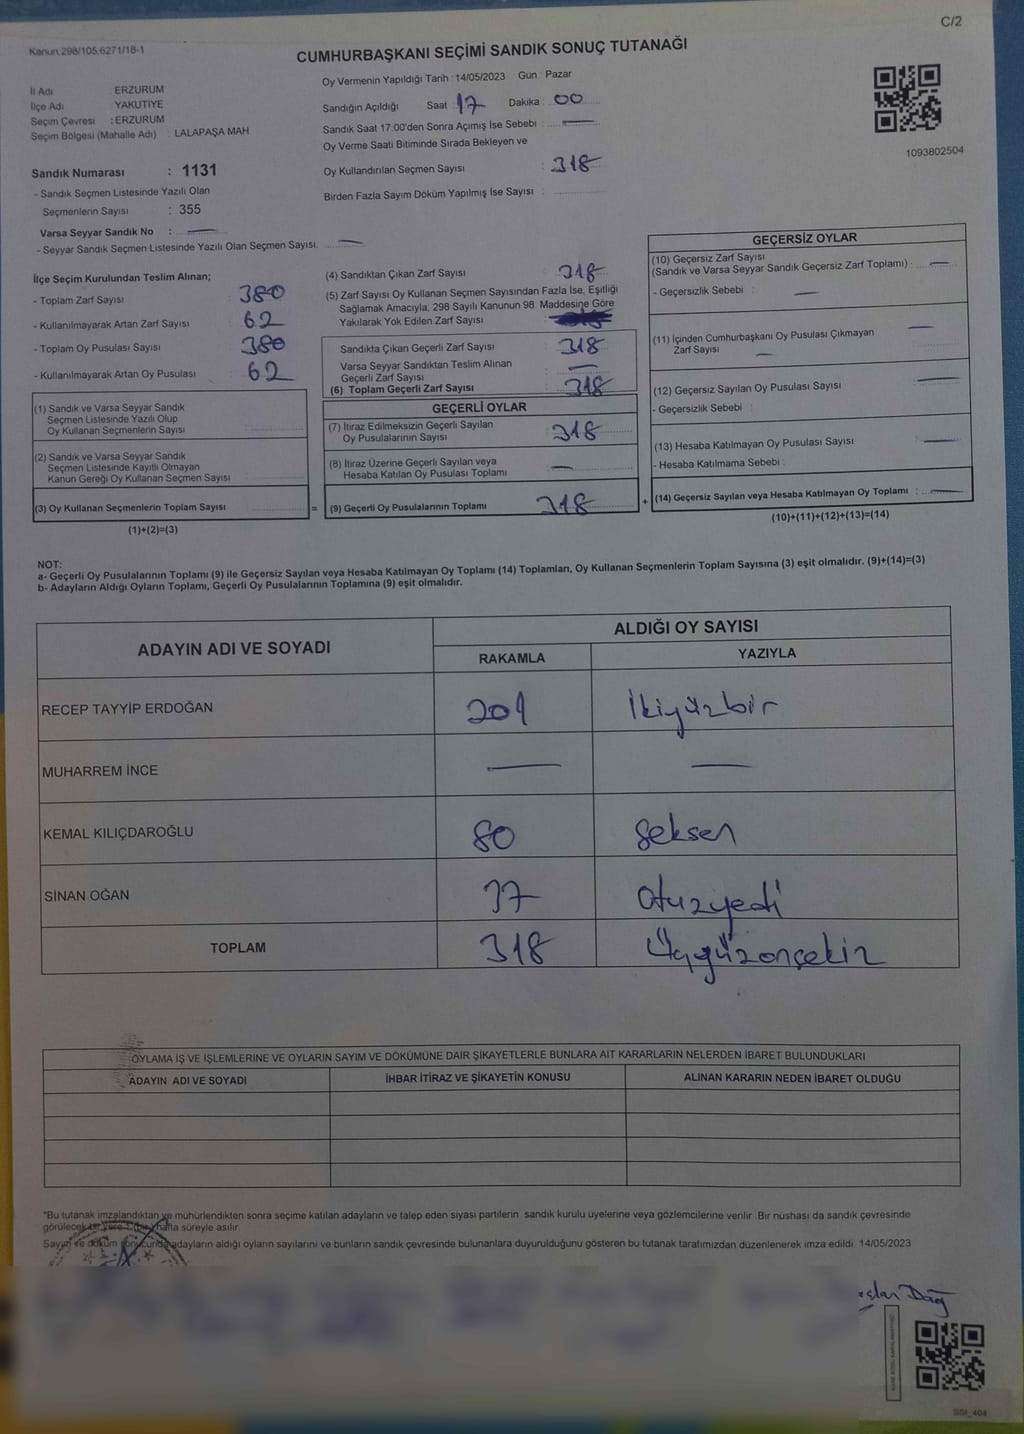 C/2
Kanun 298/105,6271/18-1
CUMHURBAŞKANI SEÇİMİ SANDIK SONUÇ TUTANAĞI
İl Adı ERZURUM
İlçe Adı YAKUTİYE
Seçim Çevresi : ERZURUM
Seçim Bölgesi (Mahalle Adı) : LALAPAŞA MAH
Sandık Numarası : 1131
- Sandık Seçmen Listesinde Yazılı Olan
Seçmenlerin Sayısı : 355
Varsa Seyyar Sandık No : —
- Seyyar Sandık Seçmen Listesinde Yazılı Olan Seçmen Sayısı: —
Oy Vermenin Yapıldığı Tarih : 14/05/2023 Gün : Pazar
Sandığın Açıldığı Saat 17 Dakika 00
Sandık Saat 17:00'den Sonra Açımış İse Sebebi : —
Oy Verme Saati Bitiminde Sırada Bekleyen ve
Oy Kullandırılan Seçmen Sayısı : 318
Birden Fazla Sayım Döküm Yapılmış İse Sayısı :
1093802504
İlçe Seçim Kurulundan Teslim Alınan;
- Toplam Zarf Sayısı : 380
- Kullanılmayarak Artan Zarf Sayısı : 62
- Toplam Oy Pusulası Sayısı : 380
- Kullanılmayarak Artan Oy Pusulası : 62
(1) Sandık ve Varsa Seyyar Sandık
Seçmen Listesinde Yazılı Olup
Oy Kullanan Seçmenlerin Sayısı :
(2) Sandık ve Varsa Seyyar Sandık
Seçmen Listesinde Kayıtlı Olmayan
Kanun Gereği Oy Kullanan Seçmen Sayısı :
(3) Oy Kullanan Seçmenlerin Toplam Sayısı
(1)+(2)=(3)
(4) Sandıktan Çıkan Zarf Sayısı : 318
(5) Zarf Sayısı Oy Kullanan Seçmen Sayısından Fazla İse, Eşitliği
Sağlamak Amacıyla; 298 Sayılı Kanunun 98. Maddesine Göre
Yakılarak Yok Edilen Zarf Sayısı
Sandıkta Çıkan Geçerli Zarf Sayısı : 318
Varsa Seyyar Sandıktan Teslim Alınan
Geçerli Zarf Sayısı : —
(6) Toplam Geçerli Zarf Sayısı : 318
=
GEÇERLİ OYLAR
(7) İtiraz Edilmeksizin Geçerli Sayılan
Oy Pusulalarının Sayısı : 318
(8) İtiraz Üzerine Geçerli Sayılan veya
Hesaba Katılan Oy Pusulası Toplamı : —
(9) Geçerli Oy Pusulalarının Toplamı 318
+
GEÇERSİZ OYLAR
(10) Geçersiz Zarf Sayısı
(Sandık ve Varsa Seyyar Sandık Geçersiz Zarf Toplamı) : —
- Geçersizlik Sebebi : —
(11) İçinden Cumhurbaşkanı Oy Pusulası Çıkmayan —
Zarf Sayısı —
(12) Geçersiz Sayılan Oy Pusulası Sayısı : —
- Geçersizlik Sebebi :
(13) Hesaba Katılmayan Oy Pusulası Sayısı : —
- Hesaba Katılmama Sebebi :
(14) Geçersiz Sayılan veya Hesaba Katılmayan Oy Toplamı : —
(10)+(11)+(12)+(13)=(14)
NOT:
a- Geçerli Oy Pusulalarının Toplamı (9) ile Geçersiz Sayılan veya Hesaba Katılmayan Oy Toplamı (14) Toplamları, Oy Kullanan Seçmenlerin Toplam Sayısına (3) eşit olmalıdır. (9)+(14)=(3)
b- Adayların Aldığı Oyların Toplamı, Geçerli Oy Pusulalarının Toplamına (9) eşit olmalıdır.
ADAYIN ADI VE SOYADI
ALDIĞI OY SAYISI
RAKAMLA YAZIYLA
RECEP TAYYİP ERDOĞAN 201 İkiyüzbir
MUHARREM İNCE — —
KEMAL KILIÇDAROĞLU 80 Seksen
SİNAN OĞAN 37 Otuzyedi
TOPLAM 318 Üçyüzonsekiz
OYLAMA İŞ VE İŞLEMLERİNE VE OYLARIN SAYIM VE DÖKÜMÜNE DAİR ŞİKAYETLERLE BUNLARA AİT KARARLARIN NELERDEN İBARET BULUNDUKLARI
ADAYIN ADI VE SOYADI İHBAR İTİRAZ VE ŞİKAYETİN KONUSU ALINAN KARARIN NEDEN İBARET OLDUĞU
"Bu tutanak imzalandıktan ve mühürlendikten sonra seçime katılan adayların ve talep eden siyasi partilerin sandık kurulu üyelerine veya gözlemcilerine verilir. Bir nüshası da sandık çevresinde
görülecek bir yere 1 (bir) hafta süreyle asılır.
Sayım ve döküm sonucunda adayların aldığı oyların sayılarını ve bunların sandık çevresinde bulunanlara duyurulduğunu gösteren bu tutanak tarafımızdan düzenlenerek imza edildi. 14/05/2023
Dağ
SSI_404